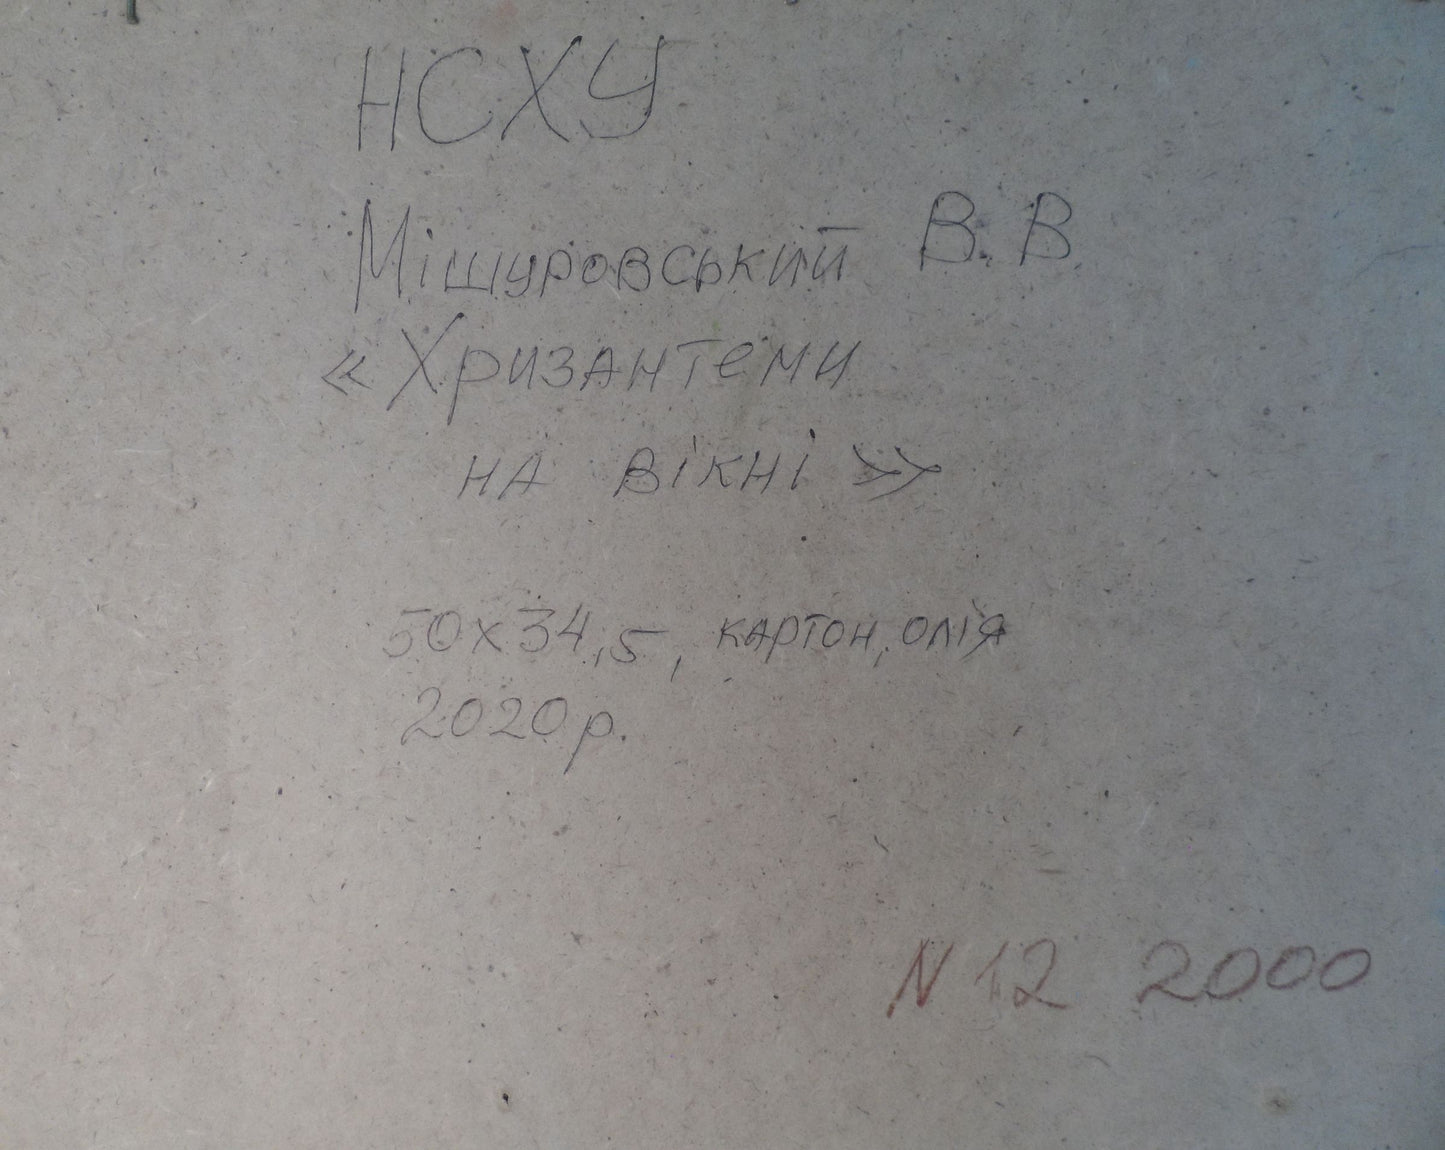 НСХУ
Мішуровський В. В.
«Хризантеми
на вікні»
50х34,5, картон, олія
2020р.
N 12 2000